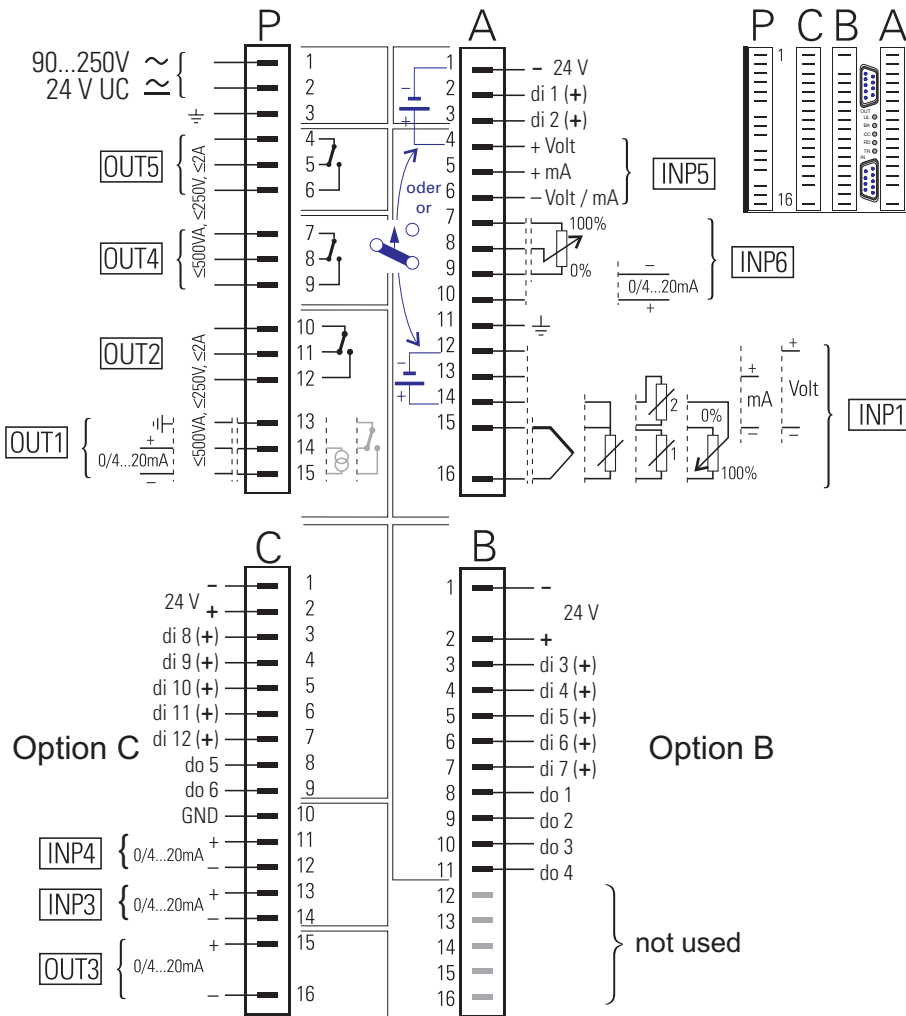 P
A
P C B A
1
16
OUT
UL
BA
CC
RD
TR
IN
90...250V
24 V UC
1
2
3
4
5
6
7
8
9
10
11
12
13
14
15
OUT5
OUT4
OUT2
OUT1
≤500VA, ≤250V, ≤2A
≤500VA, ≤250V, ≤2A
+
0/4...20mA
−
− +
oder
or
− +
1
2
3
4
5
6
7
8
9
10
11
12
13
14
15
16
− 24 V
di 1 (+)
di 2 (+)
+ Volt
+ mA
− Volt / mA
INP5
100%
0%
−
0/4...20mA
+
INP6
2
1
0%
100%
+
mA
−
+
Volt
−
INP1
C
B
−
24 V
+
di 8 (+)
di 9 (+)
di 10 (+)
di 11 (+)
di 12 (+)
do 5
do 6
GND
1
2
3
4
5
6
7
8
9
10
11
12
13
14
15
16
Option C
INP4 0/4...20mA + −
INP3 0/4...20mA + −
OUT3 0/4...20mA + −
1
2
3
4
5
6
7
8
9
10
11
12
13
14
15
16
−
24 V
+
di 3 (+)
di 4 (+)
di 5 (+)
di 6 (+)
di 7 (+)
do 1
do 2
do 3
do 4
Option B
not used